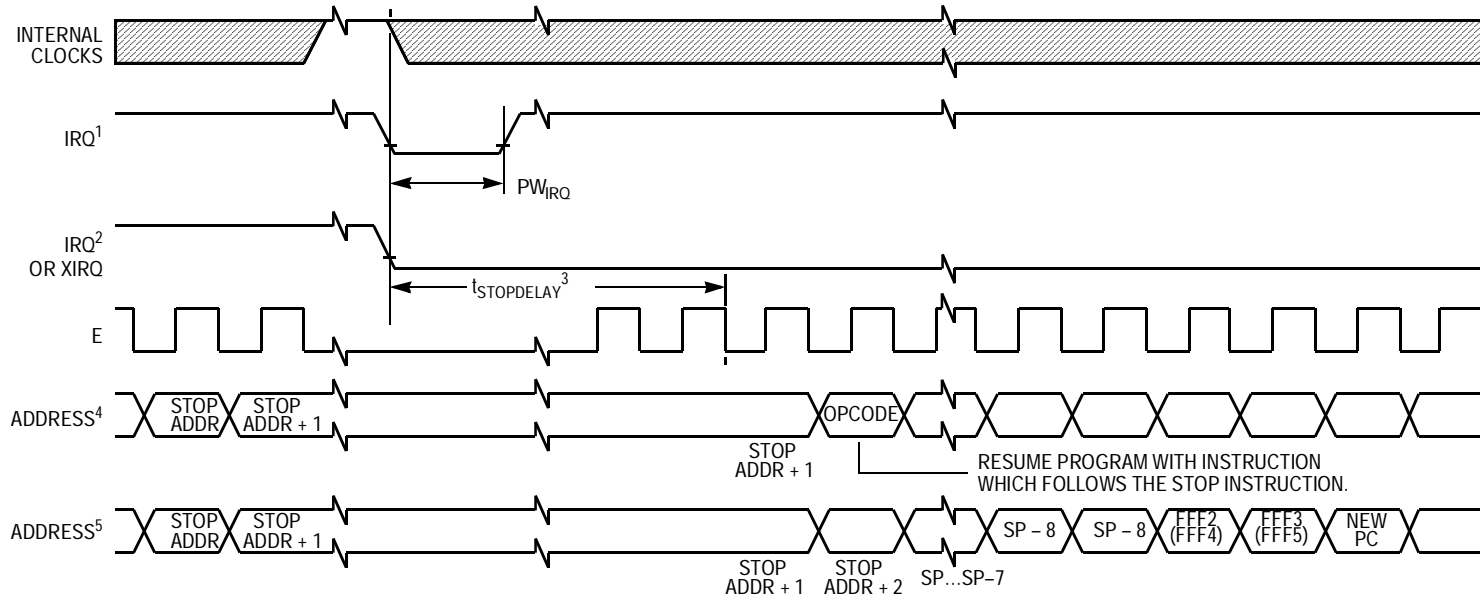 INTERNAL
CLOCKS
IRQ1
PWIRQ
IRQ2
OR XIRQ
tSTOPDELAY3
E
ADDRESS4
STOP
ADDR
STOP
ADDR + 1
STOP
ADDR + 1
OPCODE
RESUME PROGRAM WITH INSTRUCTION
WHICH FOLLOWS THE STOP INSTRUCTION.
ADDRESS5
STOP
ADDR
STOP
ADDR + 1
STOP
ADDR + 1
STOP
ADDR + 2
SP…SP–7
SP – 8
SP – 8
FFF2
(FFF4)
FFF3
(FFF5)
NEW
PC